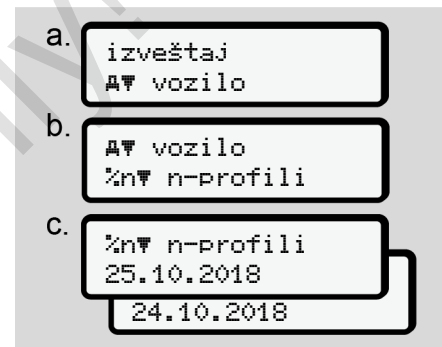 a.
izveštaj
A▼ vozilo
b.
A▼ vozilo
%n▼ n-profili
c.
%n▼ n-profili
25.10.2018
24.10.2018